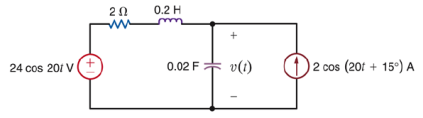 2 Ω
0.2 H
+
24 cos 20t V
+
−
0.02 F
v(t)
2 cos (20t + 15°) A
−